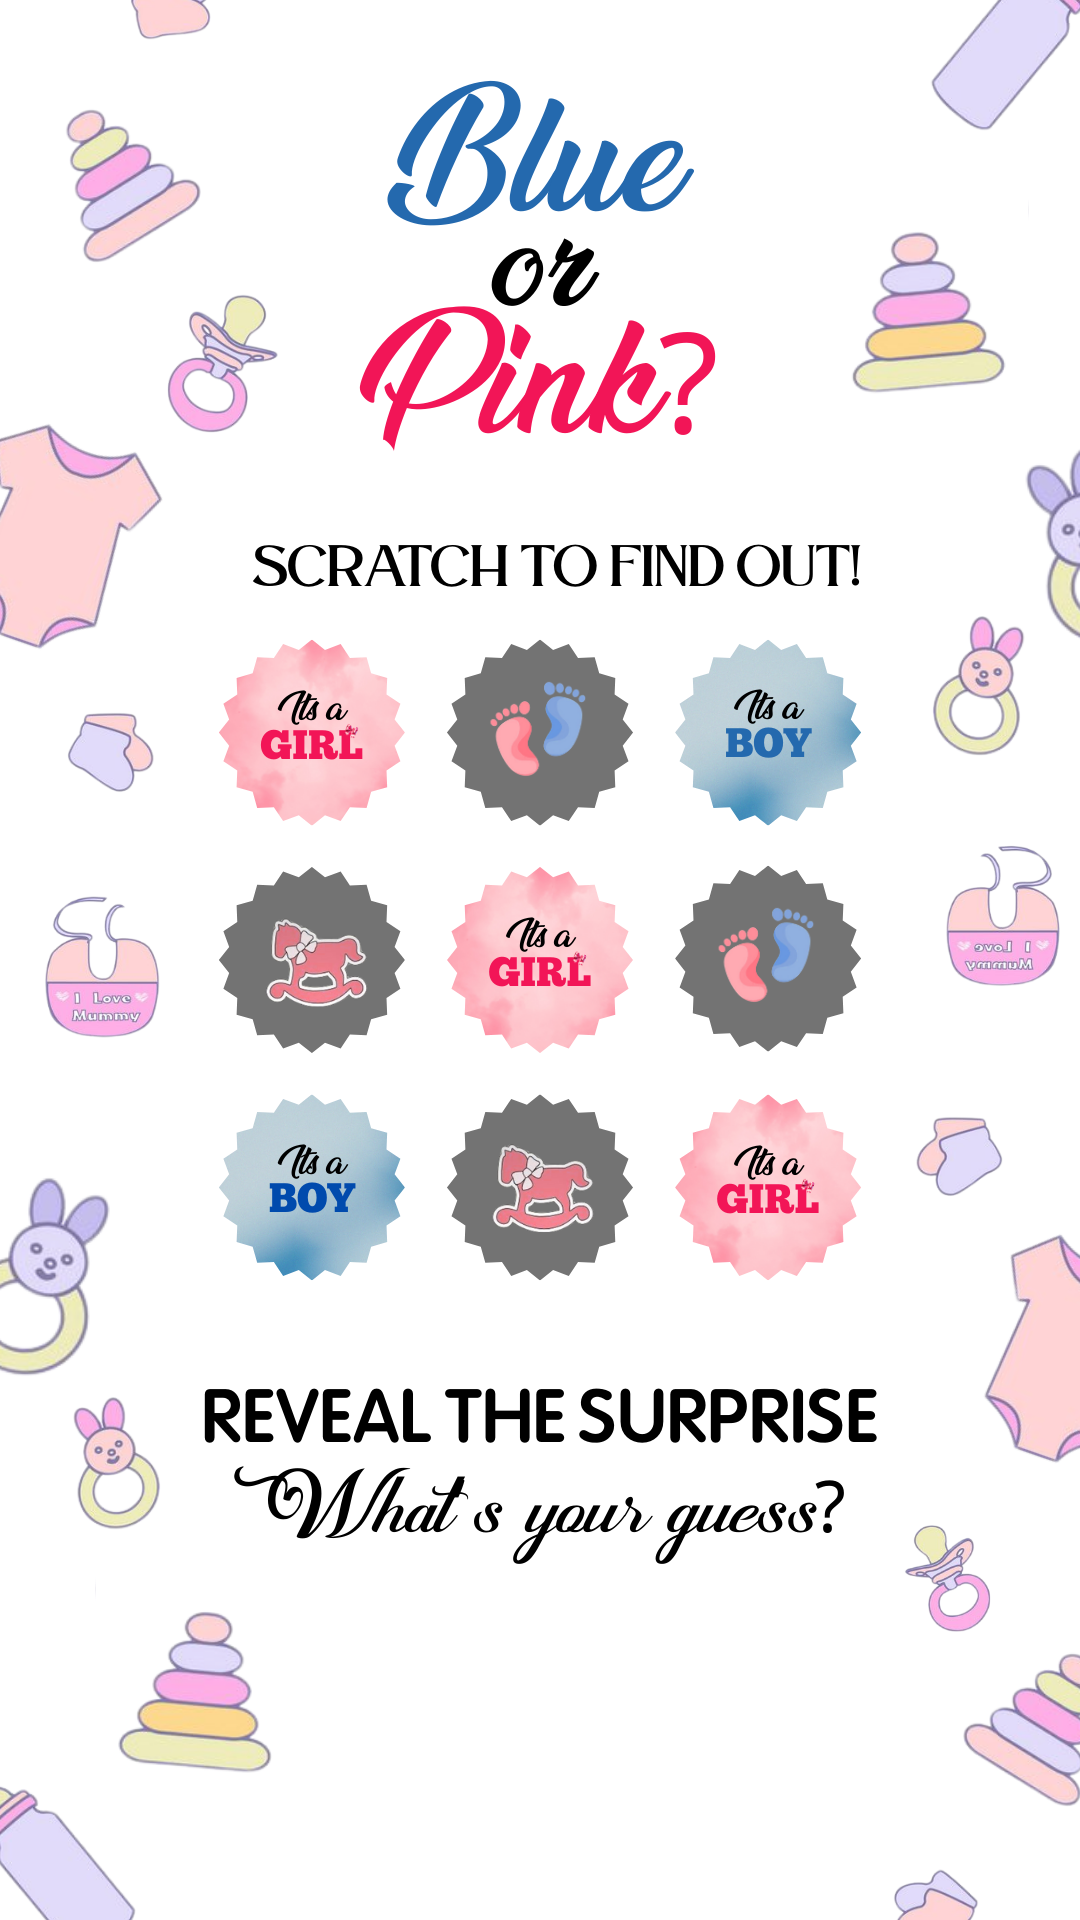 Blue
or
Pink?
SCRATCH TO FIND OUT!
Its a
GIRL
Its a
BOY
Its a
GIRL
I Love
Mummy
I Love
Mummy
Its a
BOY
Its a
GIRL
REVEAL THE SURPRISE
What's your guess?